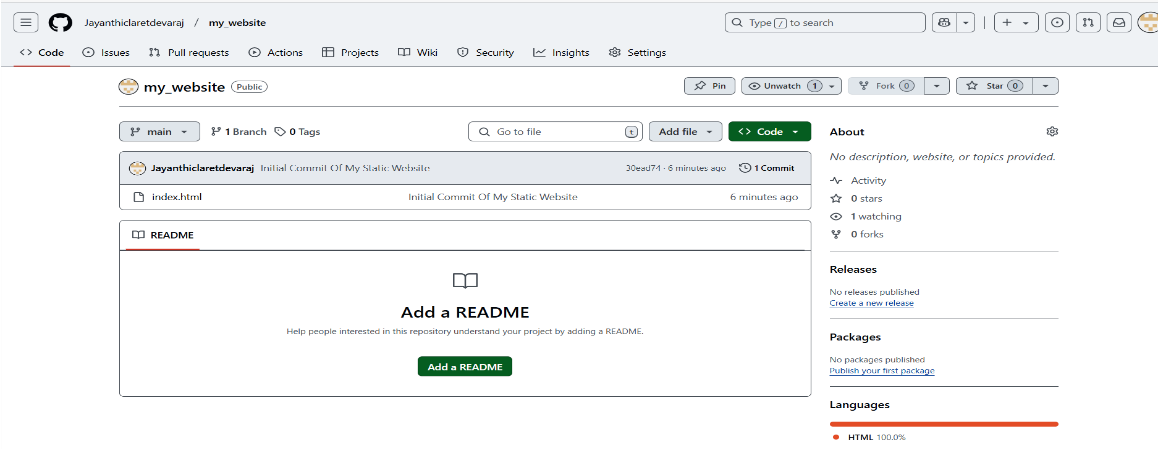 Jayanthiclaretdevaraj / my_website
Type / to search
Code Issues Pull requests Actions Projects Wiki Security Insights Settings
my_website Public
Pin Unwatch 1 Fork 0 Star 0
main 1 Branch 0 Tags
Go to file t Add file Code
Jayanthiclaretdevaraj Initial Commit Of My Static Website 30ead74 · 6 minutes ago 1 Commit
index.html Initial Commit Of My Static Website 6 minutes ago
README
Add a README
Help people interested in this repository understand your project by adding a README.
Add a README
About
No description, website, or topics provided.
Activity
0 stars
1 watching
0 forks
Releases
No releases published
Create a new release
Packages
No packages published
Publish your first package
Languages
HTML 100.0%